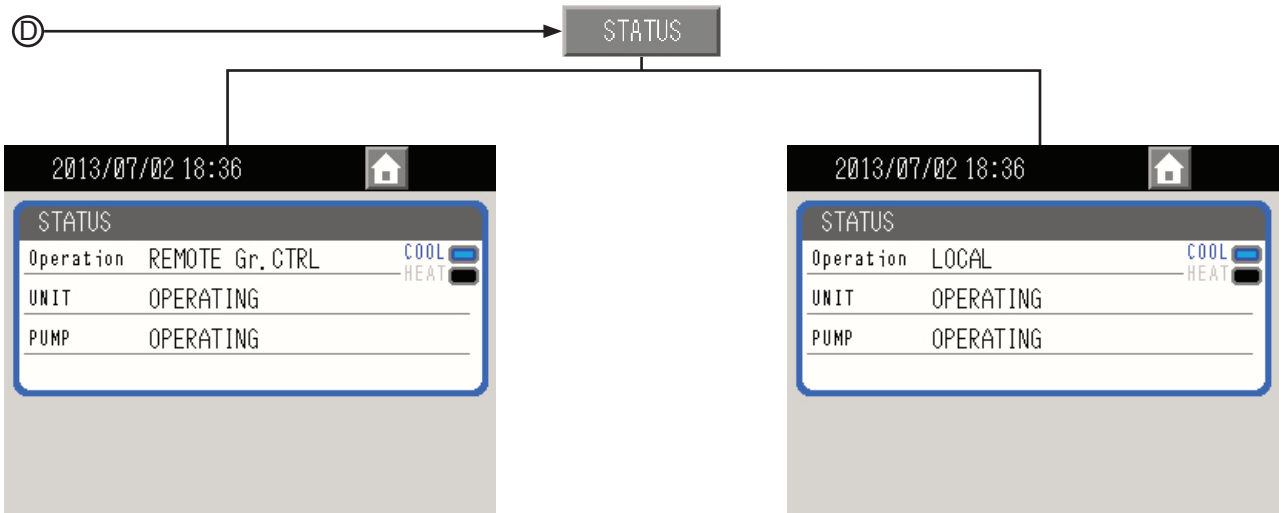 D
STATUS
2013/07/02 18:36
STATUS
Operation REMOTE Gr.CTRL COOL
HEAT
UNIT OPERATING
PUMP OPERATING
2013/07/02 18:36
STATUS
Operation LOCAL COOL
HEAT
UNIT OPERATING
PUMP OPERATING